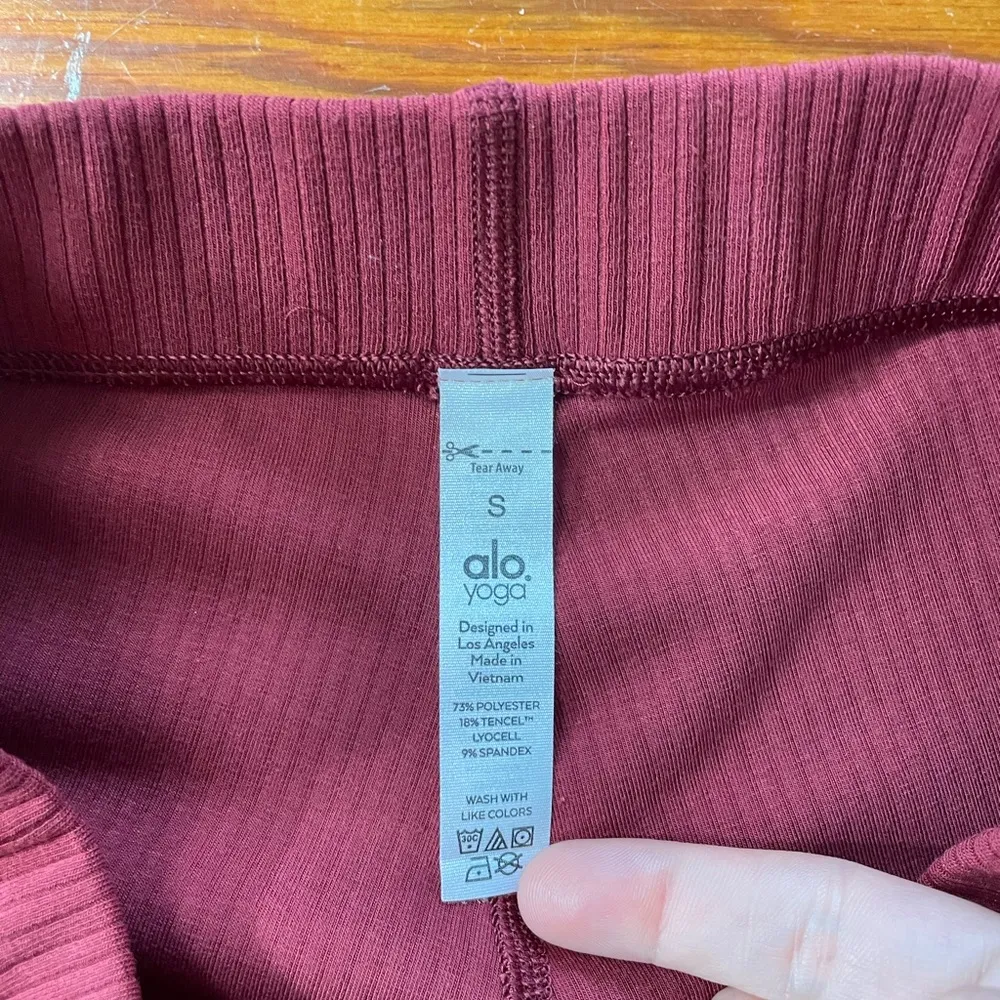 Tear Away
S
alo
yoga
Designed in
Los Angeles
Made in
Vietnam
73% POLYESTER
18% TENCEL™
LYOCELL
9% SPANDEX
WASH WITH
LIKE COLORS
30C